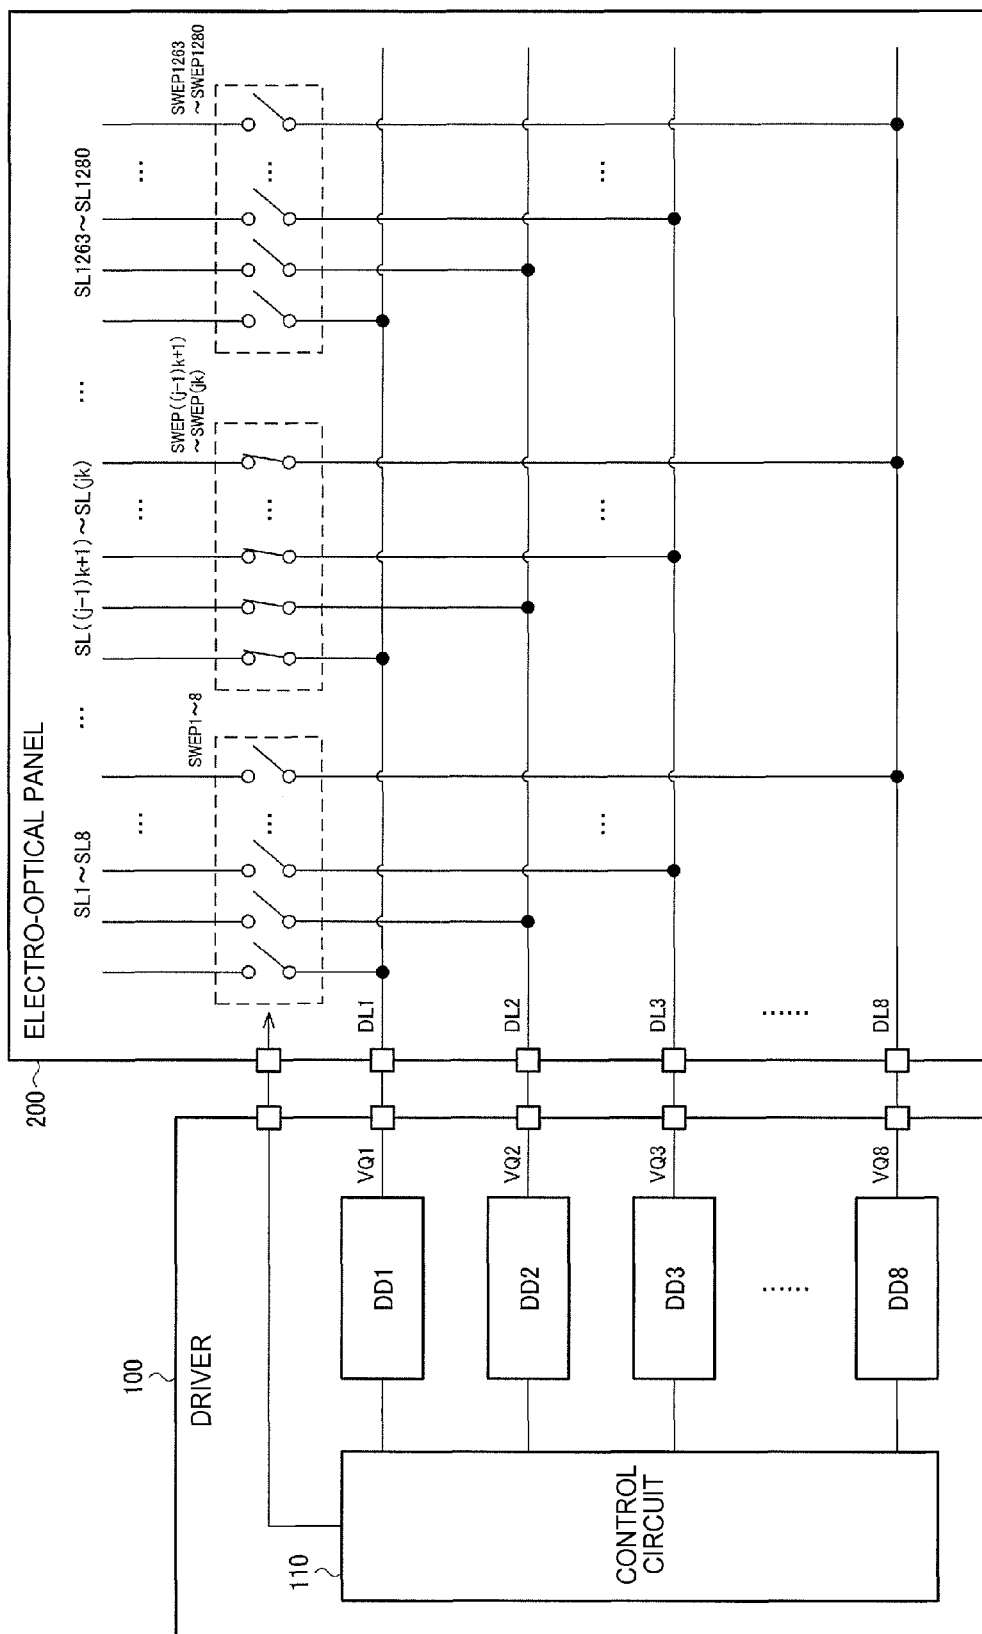 200
ELECTRO-OPTICAL PANEL
SL1~SL8
...
SL((j-1)k+1)~SL(jk)
...
SL1263~SL1280
...
...
...
SWEP1~8
SWEP((j-1)k+1)
~SWEP(jk)
SWEP1263
~SWEP1280
...
...
...
...
...
...
DL1
DL2
DL3
......
DL8
100
DRIVER
VQ1
VQ2
VQ3
VQ8
DD1
DD2
DD3
......
DD8
110
CONTROL
CIRCUIT